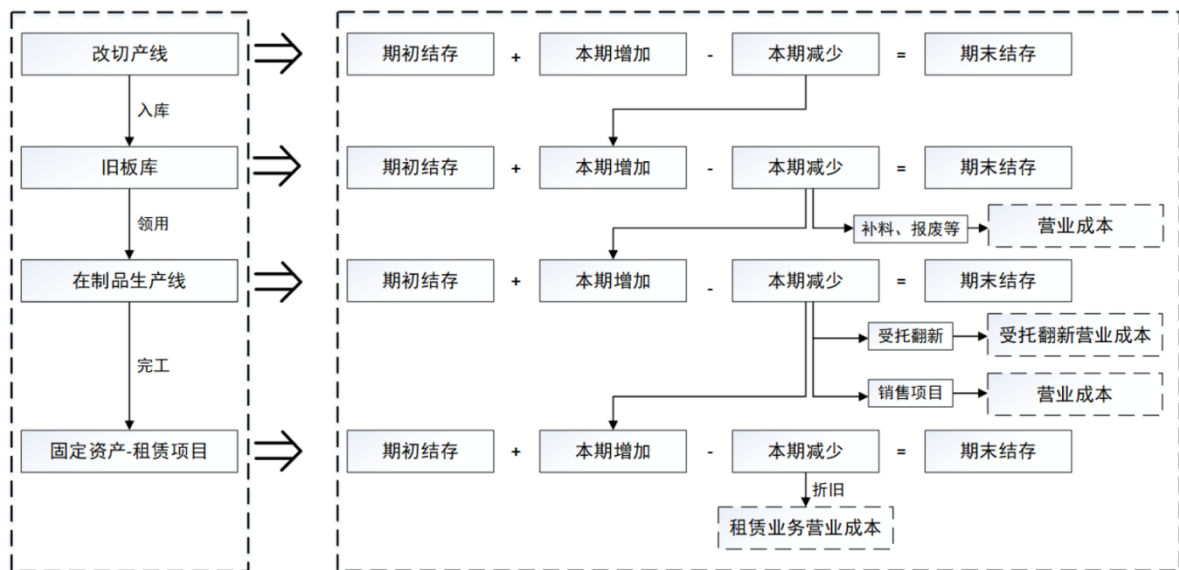 改切产线
期初结存 + 本期增加 - 本期减少 = 期末结存
入库
旧板库
期初结存 + 本期增加 - 本期减少 = 期末结存
领用
补料、报废等
营业成本
在制品生产线
期初结存 + 本期增加 - 本期减少 = 期末结存
受托翻新
受托翻新营业成本
完工
销售项目
营业成本
固定资产-租赁项目
期初结存 + 本期增加 - 本期减少 = 期末结存
折旧
租赁业务营业成本